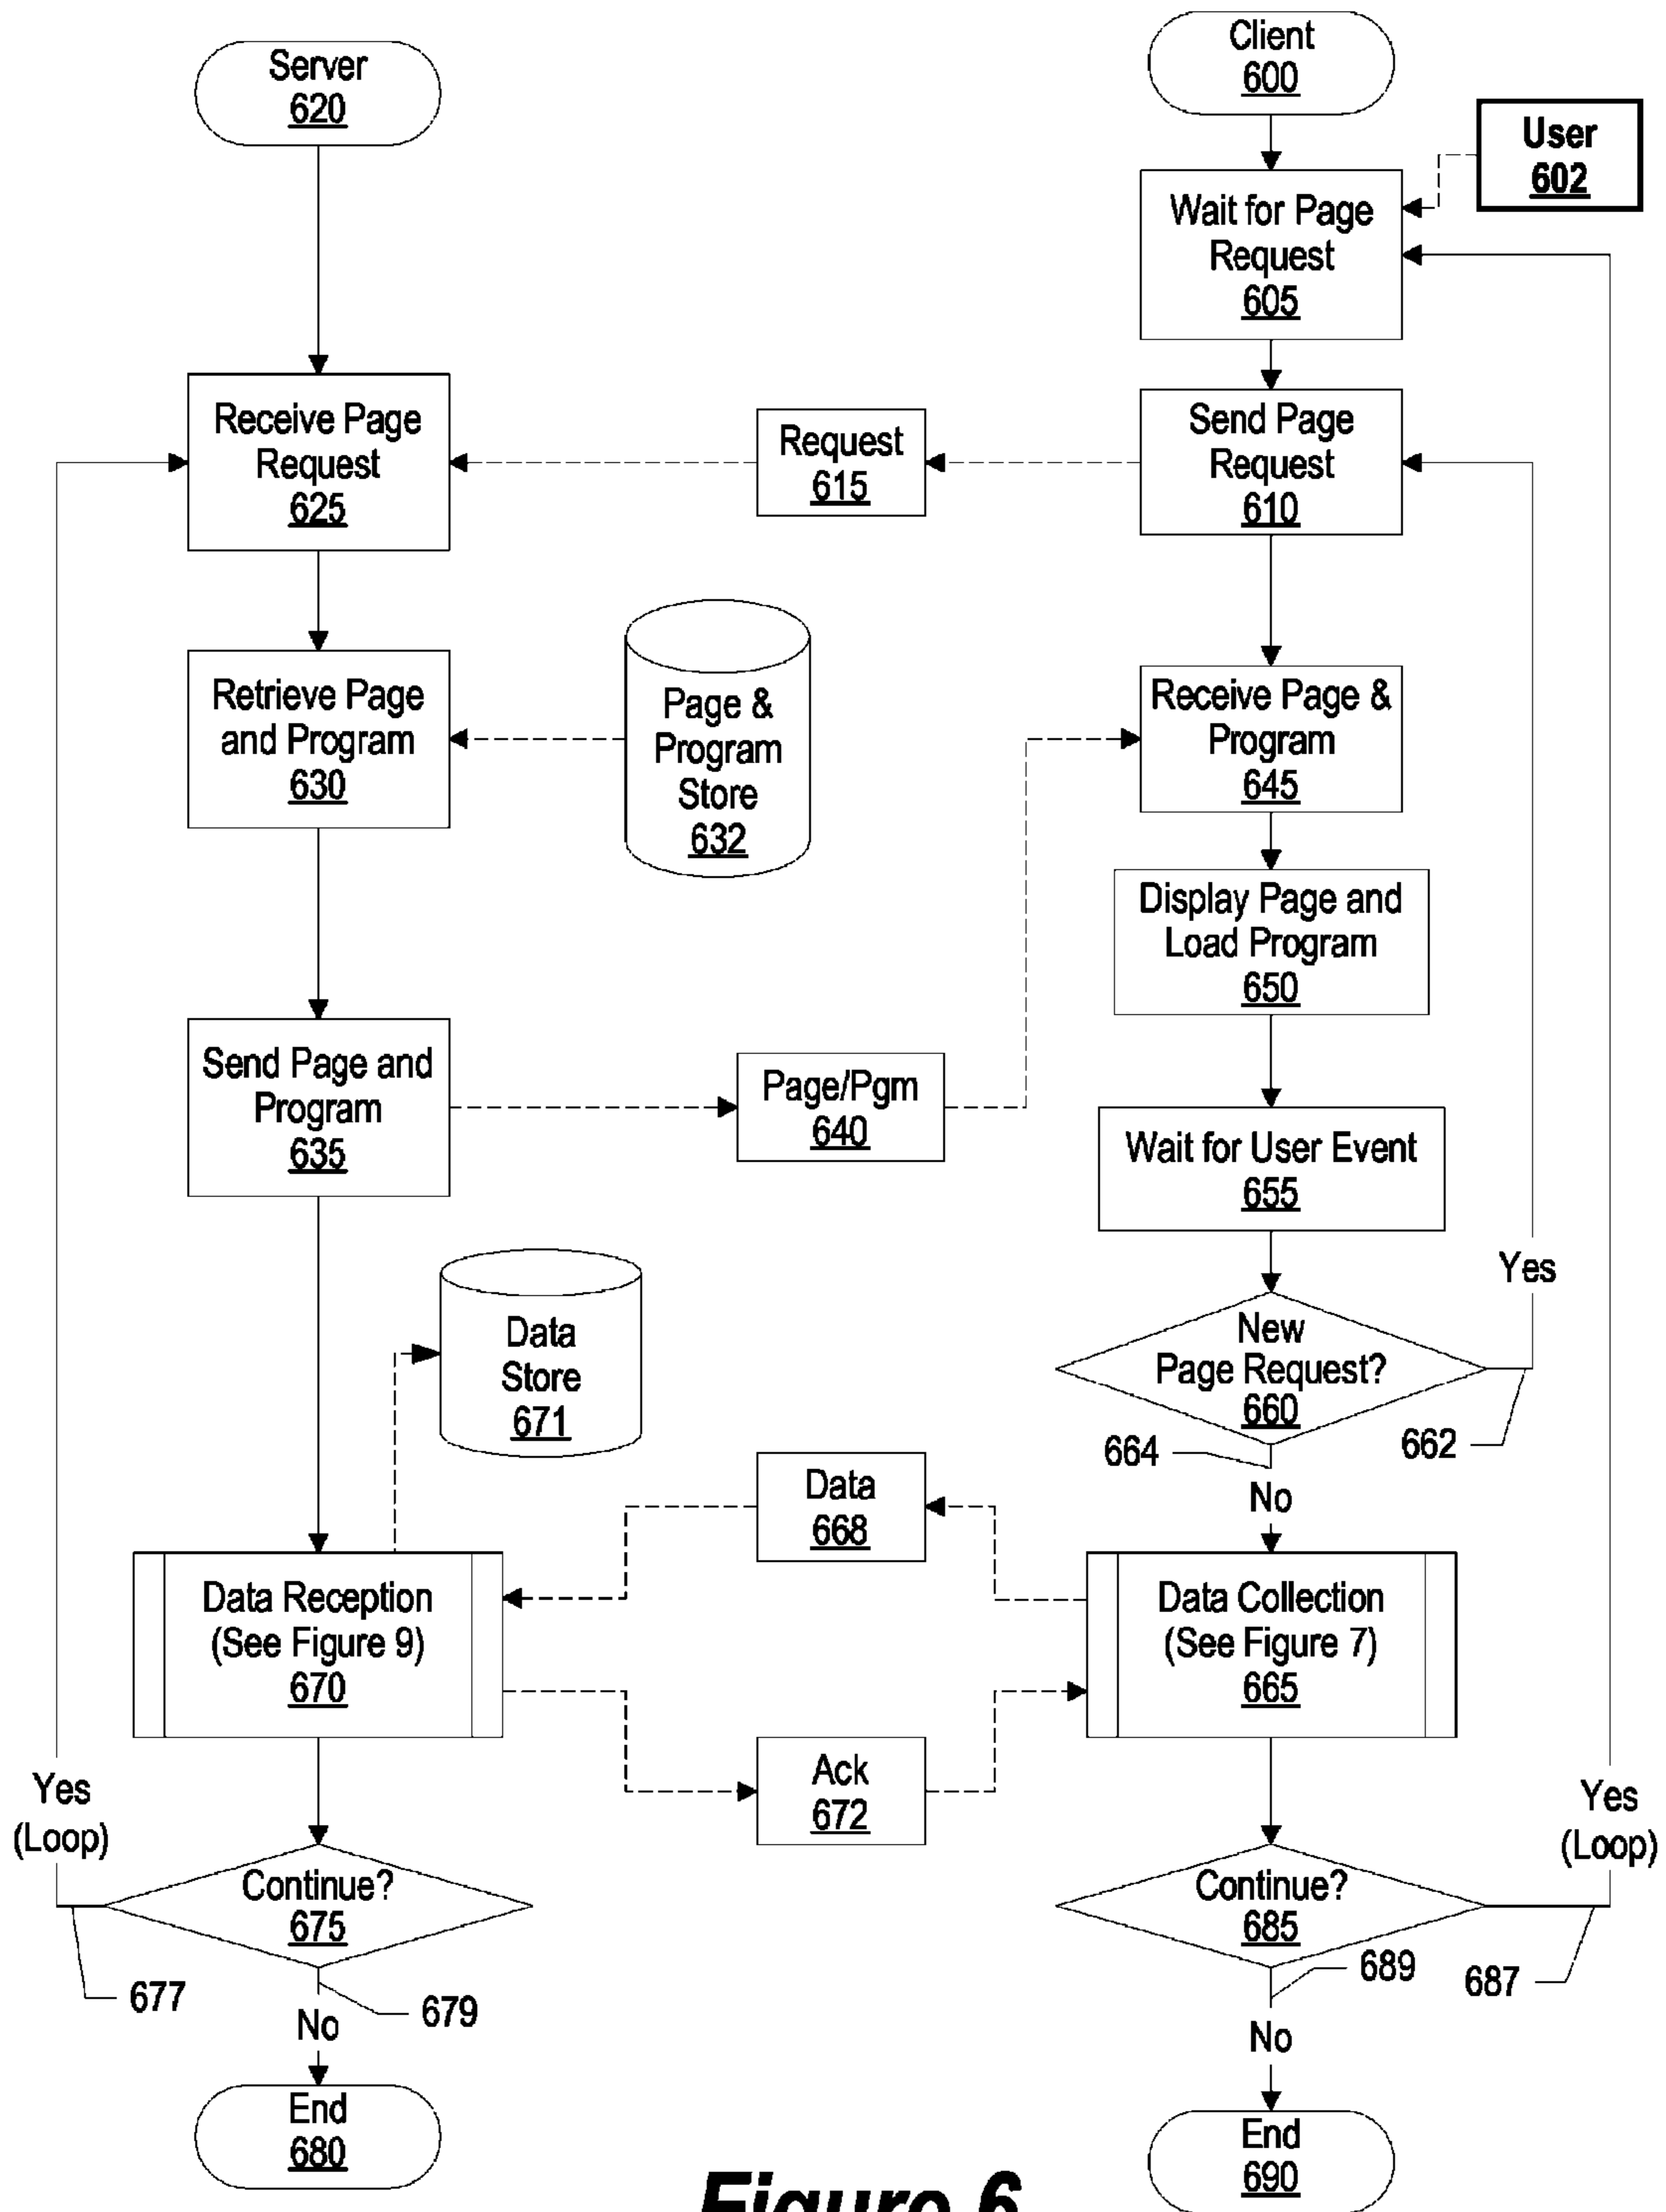 Server
620
Client
600
User
602
Wait for Page
Request
605
Receive Page
Request
625
Request
615
Send Page
Request
610
Retrieve Page
and Program
630
Page &
Program
Store
632
Receive Page &
Program
645
Display Page and
Load Program
650
Send Page and
Program
635
Page/Pgm
640
Wait for User Event
655
Yes
New
Page Request?
660
662
664
No
Data
Store
671
Data
668
Data Reception
(See Figure 9)
670
Data Collection
(See Figure 7)
665
Ack
672
Yes
(Loop)
Yes
(Loop)
Continue?
675
677
679
No
Continue?
685
689
687
No
End
680
End
690
Figure 6